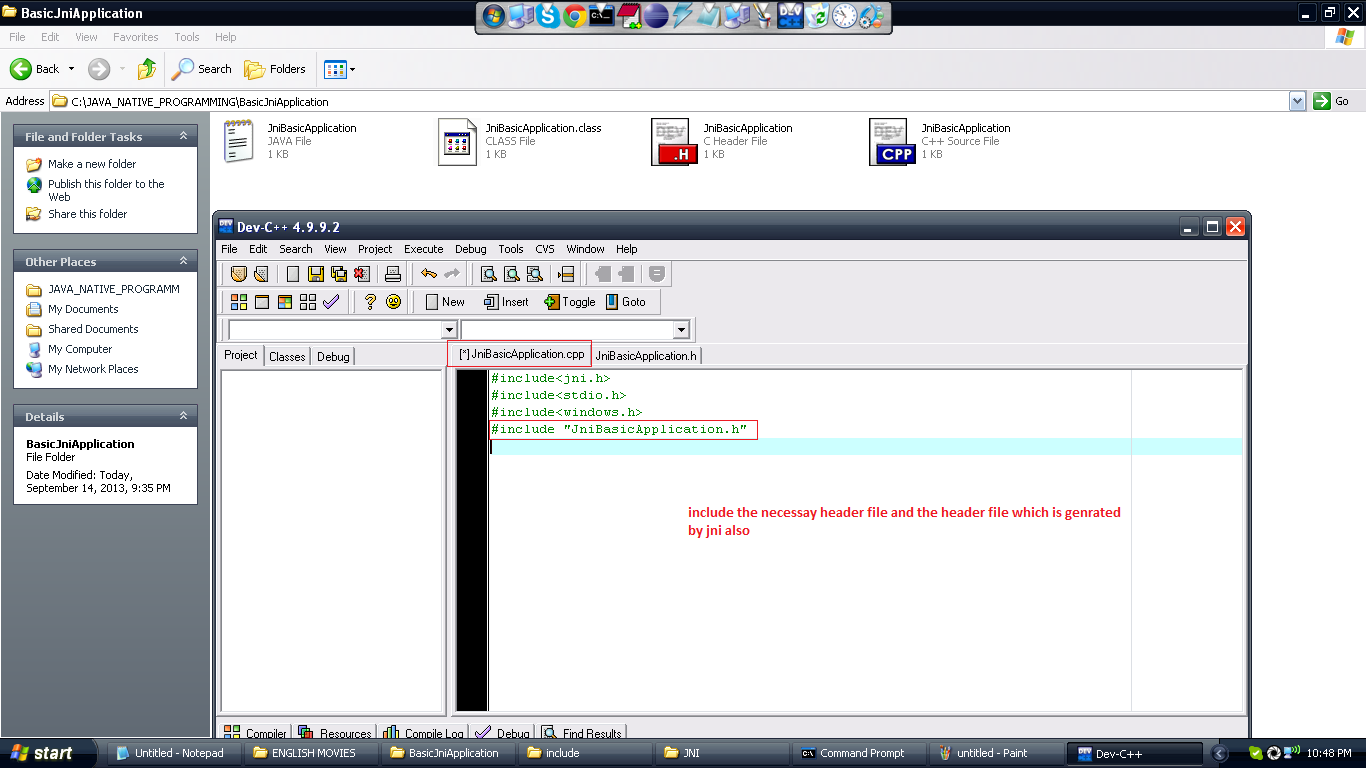 BasicJniApplication
File Edit View Favorites Tools Help
Back Search Folders
Address C:\JAVA_NATIVE_PROGRAMMING\BasicJniApplication Go
File and Folder Tasks
Make a new folder
Publish this folder to the
Web
Share this folder
Other Places
JAVA_NATIVE_PROGRAMM
My Documents
Shared Documents
My Computer
My Network Places
Details
BasicJniApplication
File Folder
Date Modified: Today,
September 14, 2013, 9:35 PM
JniBasicApplication
JAVA File
1 KB
JniBasicApplication.class
CLASS File
1 KB
DEV
.H
JniBasicApplication
C Header File
1 KB
DEV
CPP
JniBasicApplication
C++ Source File
1 KB
Dev-C++ 4.9.9.2
File Edit Search View Project Execute Debug Tools CVS Window Help
New Insert Toggle Goto
Project Classes Debug
[*] JniBasicApplication.cpp JniBasicApplication.h
#include<jni.h>
#include<stdio.h>
#include<windows.h>
#include "JniBasicApplication.h"
include the necessay header file and the header file which is genrated
by jni also
Compiler Resources Compile Log Debug Find Results
start Untitled - Notepad ENGLISH MOVIES BasicJniApplication include JNI Command Prompt untitled - Paint Dev-C++ 10:48 PM